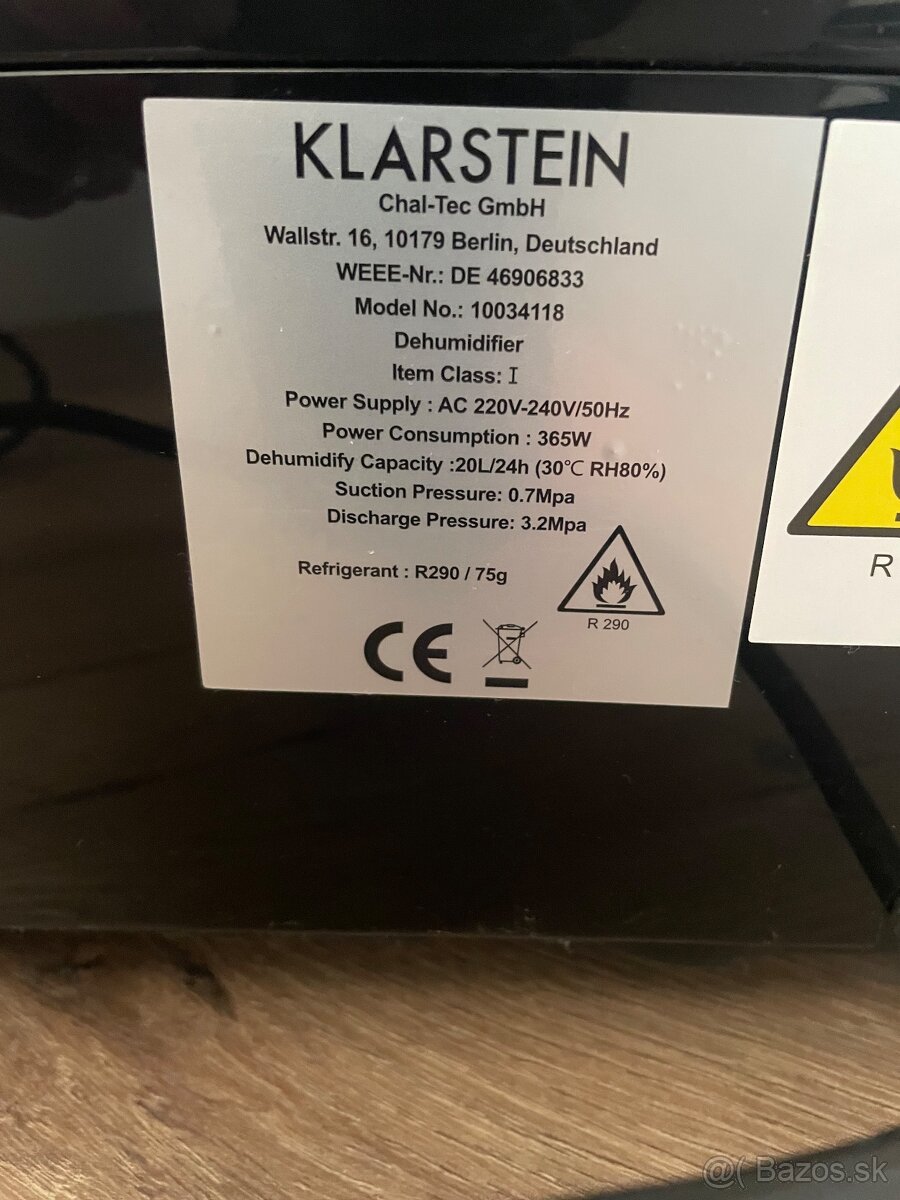 KLARSTEIN
Chal-Tec GmbH
Wallstr. 16, 10179 Berlin, Deutschland
WEEE-Nr.: DE 46906833
Model No.: 10034118
Dehumidifier
Item Class: I
Power Supply : AC 220V-240V/50Hz
Power Consumption : 365W
Dehumidify Capacity :20L/24h (30℃ RH80%)
Suction Pressure: 0.7Mpa
Discharge Pressure: 3.2Mpa
Refrigerant : R290 / 75g
R 290
CE
R
@( Bazos.sk